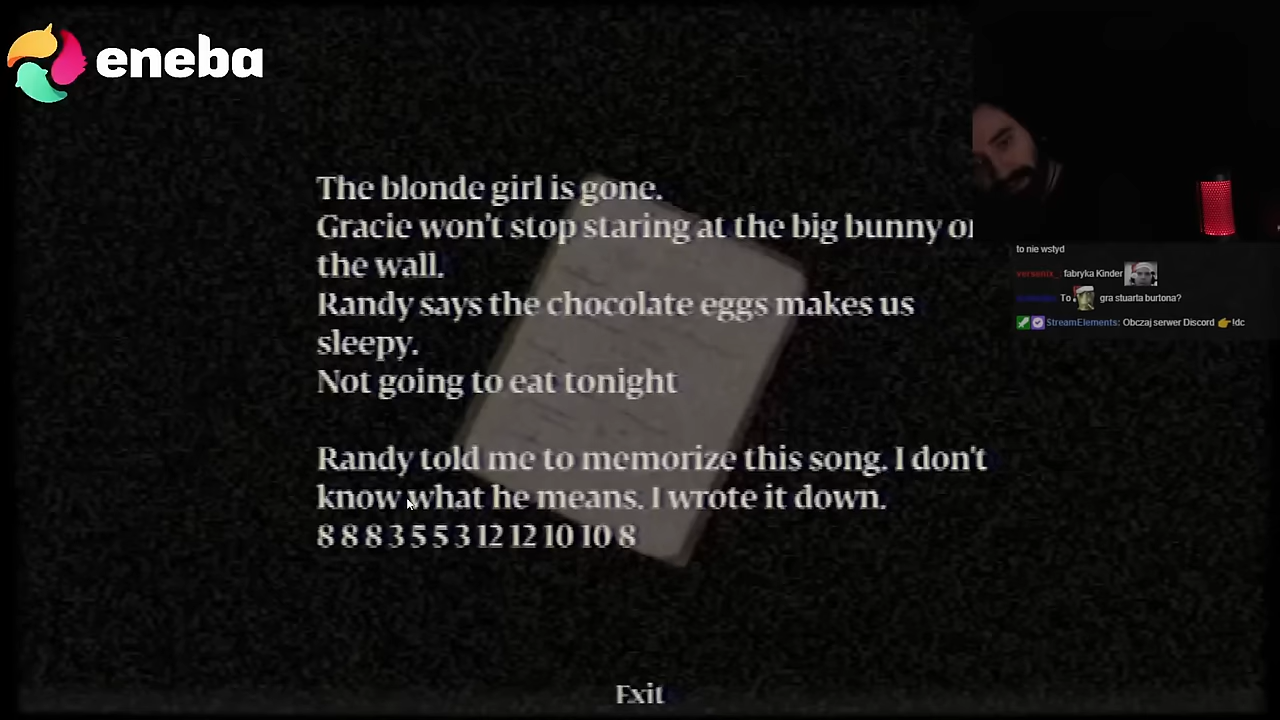 eneba
The blonde girl is gone.
Gracie won't stop staring at the big bunny
the wall.
Randy says the chocolate eggs makes us
sleepy.
Not going to eat tonight
Randy told me to memorize this song. I don't
know what he means. I wrote it down.
8 8 8 3 5 5 3 12 12 10 10 8
Exit
to nie wstyd
fabryka Kinder
To gra stuarta burtona?
StreamElements: Obczaj serwer Discord 👉 !dc